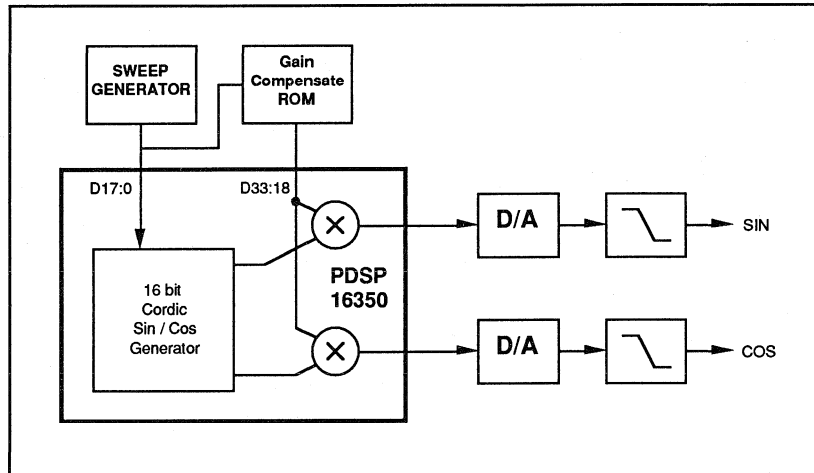 SWEEP
GENERATOR
Gain
Compensate
ROM
D17:0
D33:18
16 bit
Cordic
Sin / Cos
Generator
PDSP
16350
D/A
SIN
D/A
COS